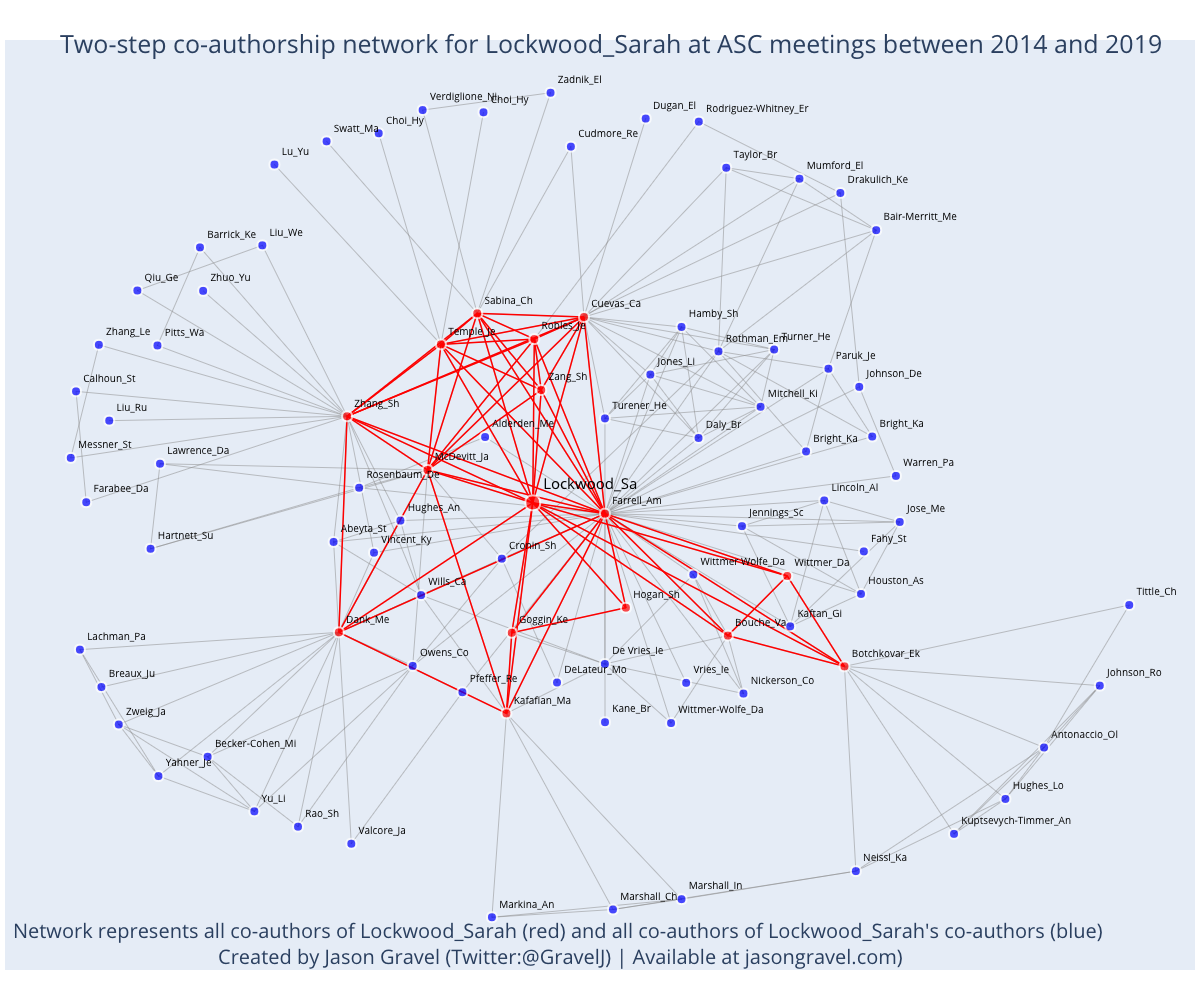 Two-step co-authorship network for Lockwood_Sarah at ASC meetings between 2014 and 2019
Zadnik_El
Verdiglione_Ni
Choi_Hy
Dugan_El
Rodriguez-Whitney_Er
Choi_Hy
Swatt_Ma
Cudmore_Re
Lu_Yu
Taylor_Br
Mumford_El
Drakulich_Ke
Bair-Merritt_Me
Barrick_Ke
Liu_We
Qiu_Ge
Zhuo_Yu
Sabina_Ch
Cuevas_Ca
Hamby_Sh
Zhang_Le
Pitts_Wa
Temple_Je
Robles_Je
Rothman_Em
Turner_He
Jones_Li
Paruk_Je
Zang_Sh
Johnson_De
Calhoun_St
Liu_Ru
Zhang_Sh
Turener_He
Mitchell_Ki
Alderden_Me
Daly_Br
Bright_Ka
Bright_Ka
Messner_St
Lawrence_Da
McDevitt_Ja
Warren_Pa
Rosenbaum_De
Farabee_Da
Lockwood_Sa
Farrell_Am
Lincoln_Al
Hughes_An
Jennings_Sc
Jose_Me
Hartnett_Su
Abeyta_St
Vincent_Ky
Cronin_Sh
Fahy_St
Wittmer-Wolfe_Da
Wittmer_Da
Wills_Ca
Houston_As
Hogan_Sh
Kaftan_Gi
Tittle_Ch
Dank_Me
Goggin_Ke
Bouche_Va
Lachman_Pa
Owens_Co
De Vries_Ie
Botchkovar_Ek
Breaux_Ju
Pfeffer_Re
DeLateur_Mo
Vries_Ie
Nickerson_Co
Johnson_Ro
Zweig_Ja
Kafafian_Ma
Kane_Br
Wittmer-Wolfe_Da
Becker-Cohen_Mi
Yahner_Je
Antonaccio_Ol
Yu_Li
Rao_Sh
Hughes_Lo
Valcore_Ja
Kuptsevych-Timmer_An
Neissl_Ka
Marshall_In
Marshall_Ch
Markina_An
Network represents all co-authors of Lockwood_Sarah (red) and all co-authors of Lockwood_Sarah's co-authors (blue)
Created by Jason Gravel (Twitter:@GravelJ) | Available at jasongravel.com)